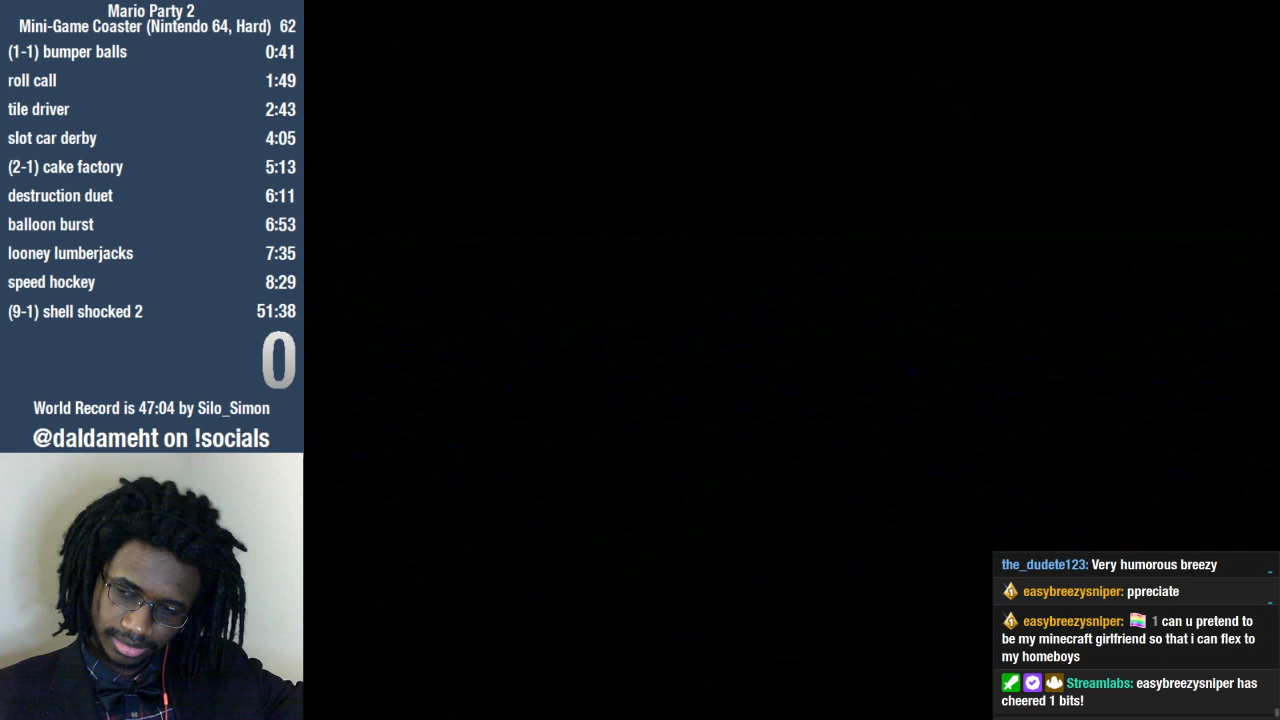 Mario Party 2
Mini-Game Coaster (Nintendo 64, Hard) 62
(1-1) bumper balls 0:41
roll call 1:49
tile driver 2:43
slot car derby 4:05
(2-1) cake factory 5:13
destruction duet 6:11
balloon burst 6:53
looney lumberjacks 7:35
speed hockey 8:29
(9-1) shell shocked 2 51:38
0
World Record is 47:04 by Silo_Simon
@daldameht on !socials
the_dudete123: Very humorous breezy
easybreezysniper: ppreciate
easybreezysniper: 1 can u pretend to
be my minecraft girlfriend so that i can flex to
my homeboys
Streamlabs: easybreezysniper has
cheered 1 bits!